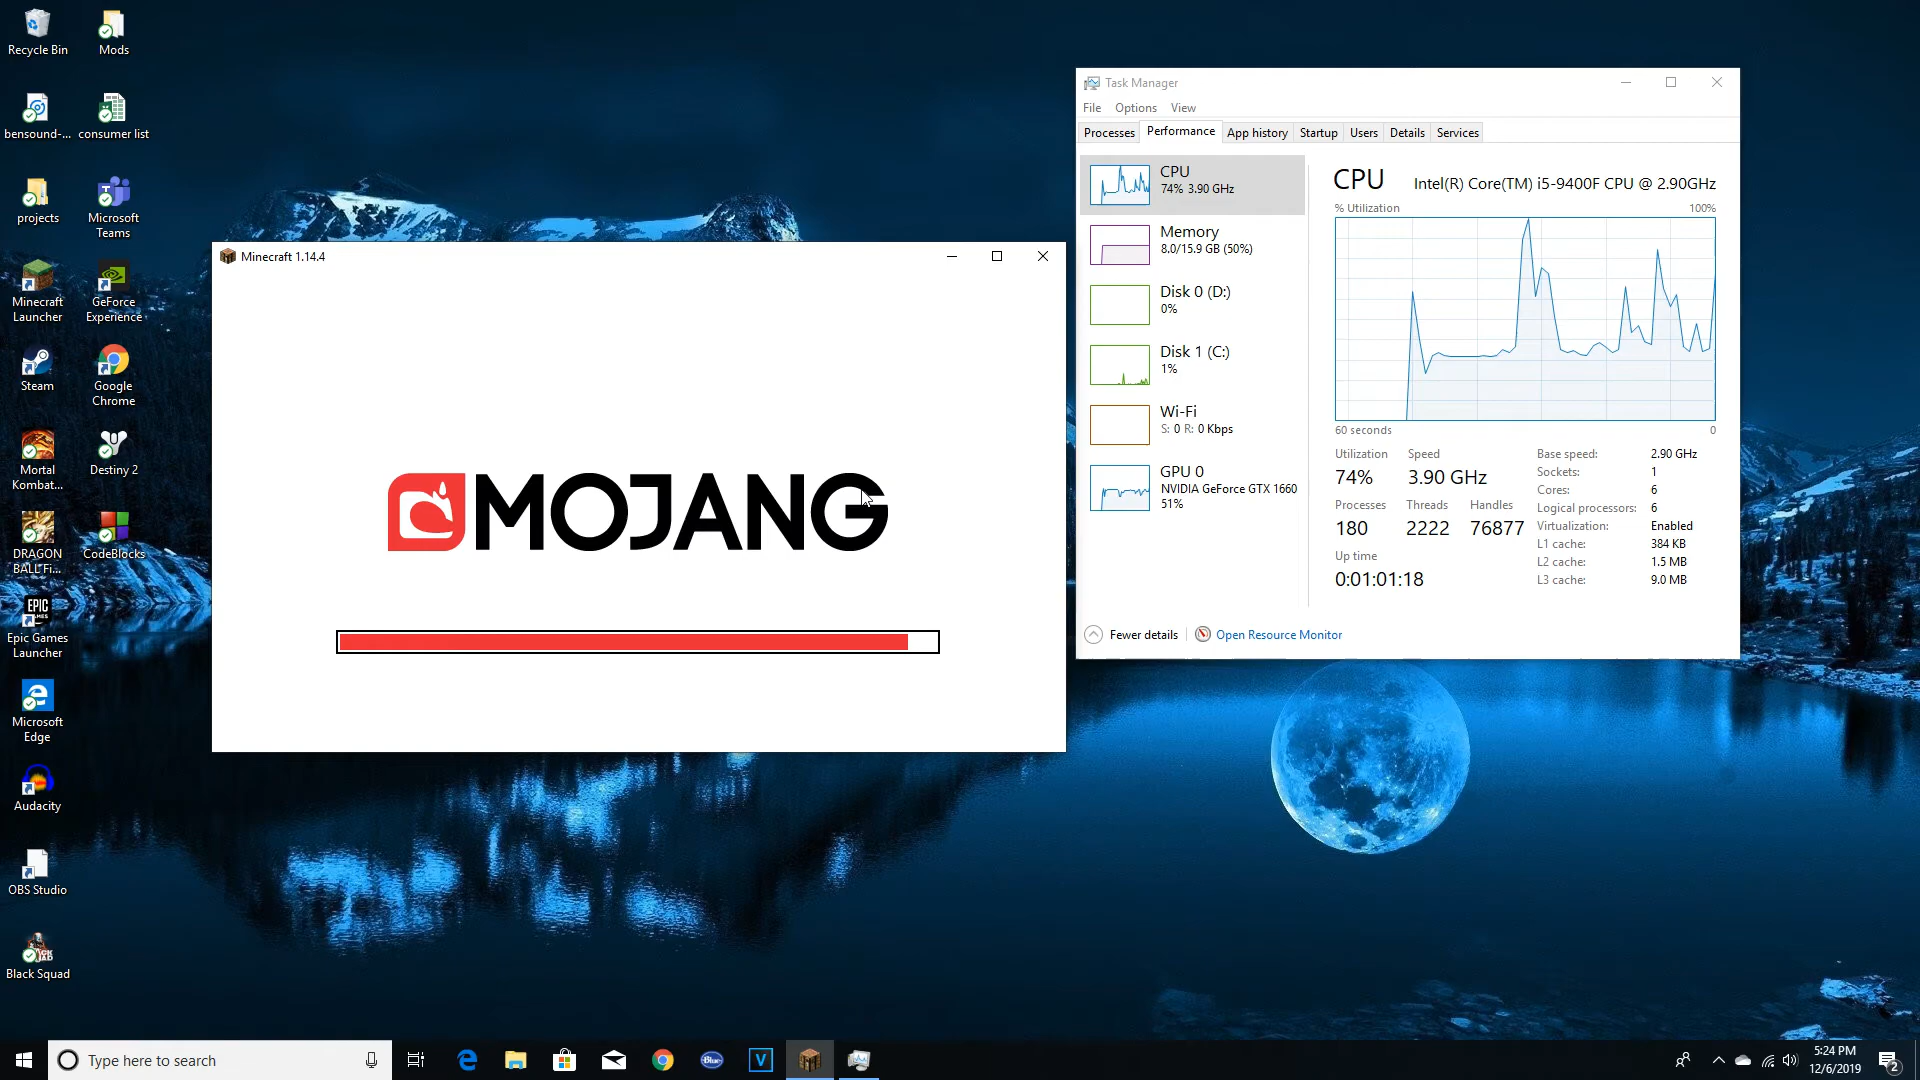 Recycle Bin
Mods
bensound-...
consumer list
projects
Microsoft
Teams
Minecraft
Launcher
GeForce
Experience
Steam
Google
Chrome
Mortal
Kombat...
Destiny 2
DRAGON
BALL Fi...
CodeBlocks
EPIC
Epic Games
Launcher
Microsoft
Edge
Audacity
OBS Studio
Black Squad
Minecraft 1.14.4
MOJANG
Task Manager
File Options View
Processes Performance App history Startup Users Details Services
CPU
74% 3.90 GHz
Memory
8.0/15.9 GB (50%)
Disk 0 (D:)
0%
Disk 1 (C:)
1%
Wi-Fi
S: 0 R: 0 Kbps
GPU 0
NVIDIA GeForce GTX 1660
51%
CPU Intel(R) Core(TM) i5-9400F CPU @ 2.90GHz
% Utilization 100%
60 seconds 0
Utilization Speed
74% 3.90 GHz
Processes Threads Handles
180 2222 76877
Up time
0:01:01:18
Base speed: 2.90 GHz
Sockets: 1
Cores: 6
Logical processors: 6
Virtualization: Enabled
L1 cache: 384 KB
L2 cache: 1.5 MB
L3 cache: 9.0 MB
Fewer details Open Resource Monitor
Type here to search
Blue
V
5:24 PM
12/6/2019
2